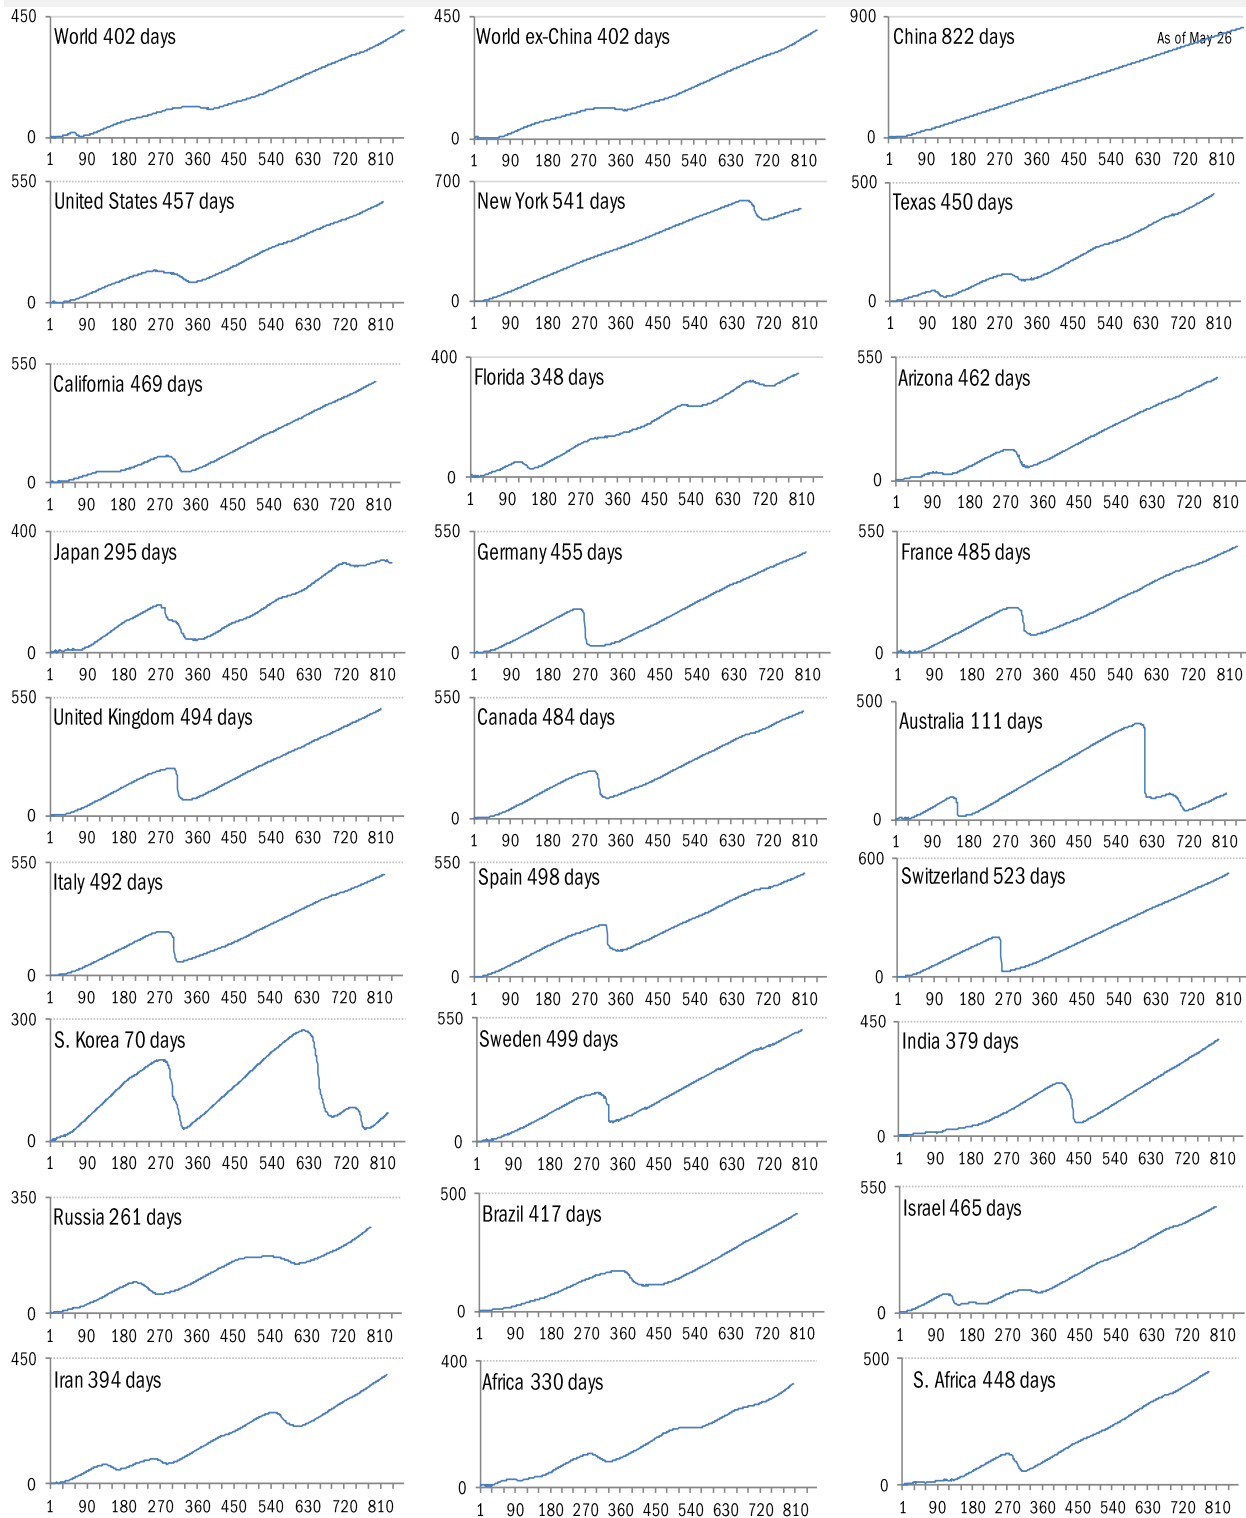 450
World 402 days
0
1 90 180 270 360 450 540 630 720 810
450
World ex-China 402 days
0
1 90 180 270 360 450 540 630 720 810
900
China 822 days
As of May 26
0
1 90 180 270 360 450 540 630 720 810
550
United States 457 days
0
1 90 180 270 360 450 540 630 720 810
700
New York 541 days
0
1 90 180 270 360 450 540 630 720 810
500
Texas 450 days
0
1 90 180 270 360 450 540 630 720 810
550
California 469 days
0
1 90 180 270 360 450 540 630 720 810
400
Florida 348 days
0
1 90 180 270 360 450 540 630 720 810
550
Arizona 462 days
0
1 90 180 270 360 450 540 630 720 810
400
Japan 295 days
0
1 90 180 270 360 450 540 630 720 810
550
Germany 455 days
0
1 90 180 270 360 450 540 630 720 810
550
France 485 days
0
1 90 180 270 360 450 540 630 720 810
550
United Kingdom 494 days
0
1 90 180 270 360 450 540 630 720 810
550
Canada 484 days
0
1 90 180 270 360 450 540 630 720 810
500
Australia 111 days
0
1 90 180 270 360 450 540 630 720 810
550
Italy 492 days
0
1 90 180 270 360 450 540 630 720 810
550
Spain 498 days
0
1 90 180 270 360 450 540 630 720 810
600
Switzerland 523 days
0
1 90 180 270 360 450 540 630 720 810
300
S. Korea 70 days
0
1 90 180 270 360 450 540 630 720 810
550
Sweden 499 days
0
1 90 180 270 360 450 540 630 720 810
450
India 379 days
0
1 90 180 270 360 450 540 630 720 810
350
Russia 261 days
0
1 90 180 270 360 450 540 630 720 810
500
Brazil 417 days
0
1 90 180 270 360 450 540 630 720 810
550
Israel 465 days
0
1 90 180 270 360 450 540 630 720 810
450
Iran 394 days
0
1 90 180 270 360 450 540 630 720 810
400
Africa 330 days
0
1 90 180 270 360 450 540 630 720 810
500
S. Africa 448 days
0
1 90 180 270 360 450 540 630 720 810